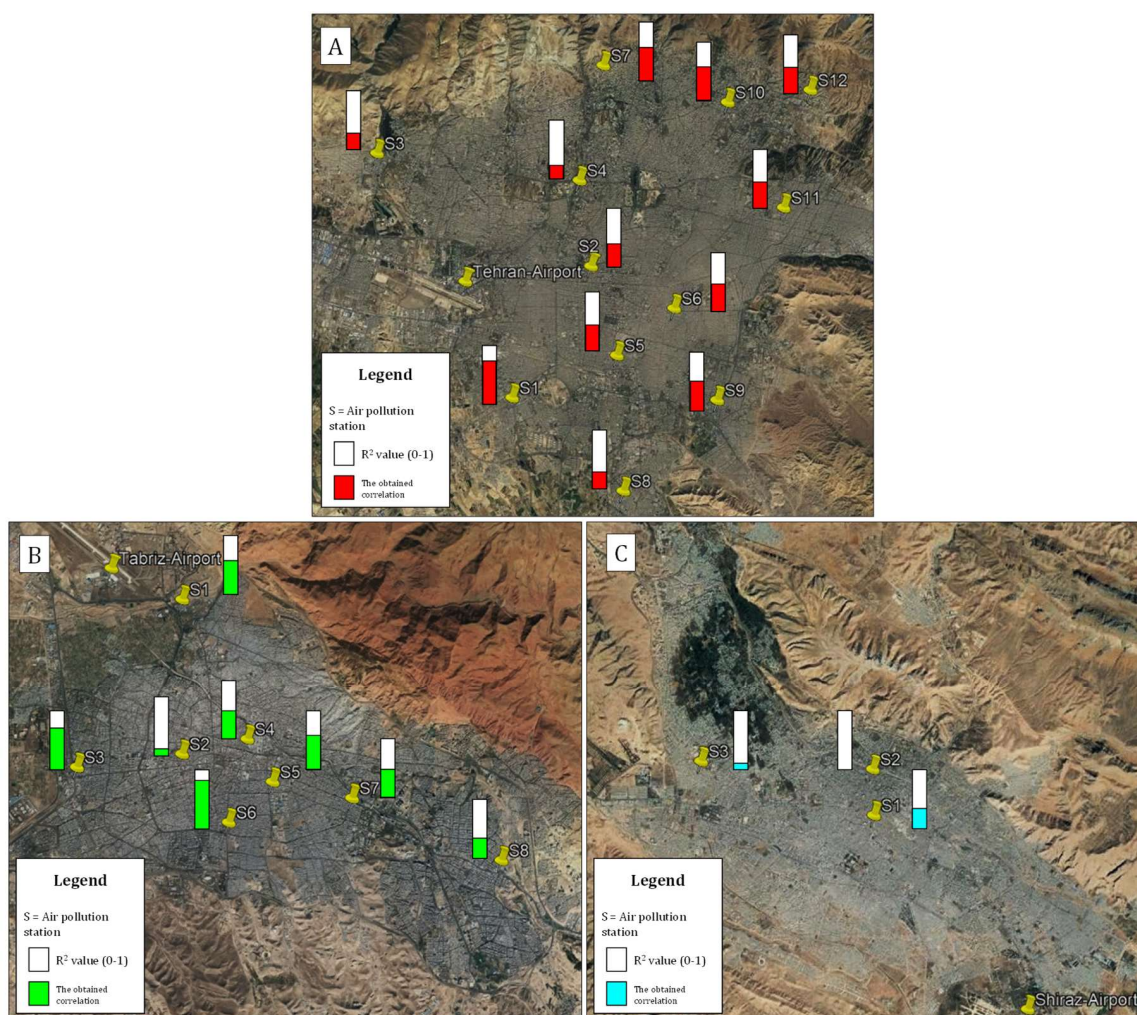 A
S7
S10
S12
S3
S4
S11
S2
Tehran-Airport
S6
S5
S1
S9
S8
Legend
S = Air pollution
station
R² value (0-1)
The obtained
correlation
B
Tabriz-Airport
S1
S4
S2
S3
S5
S7
S6
S8
Legend
S = Air pollution
station
R² value (0-1)
The obtained
correlation
C
S3
S2
S1
Legend
S = Air pollution
station
R² value (0-1)
The obtained
correlation
Shiraz-Airport